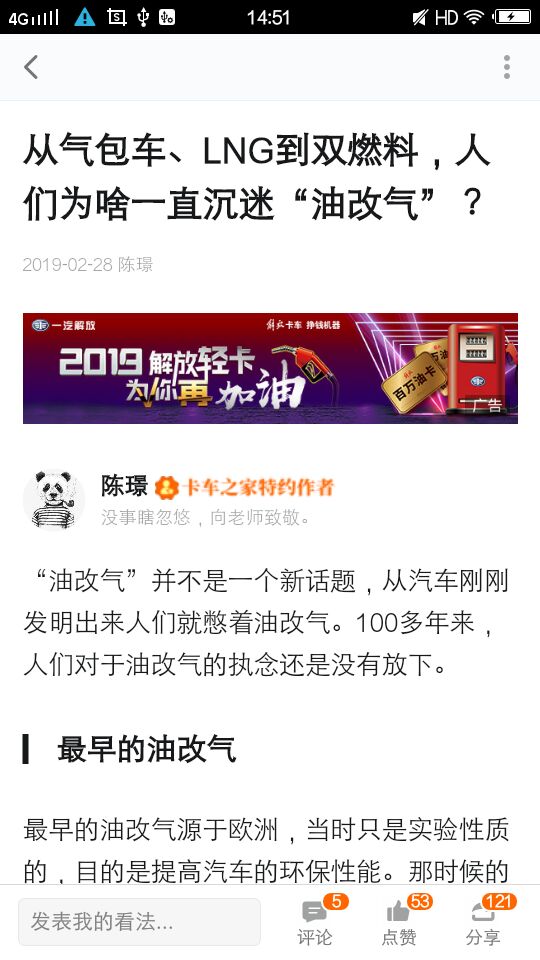 4G
14:51
HD
从气包车、LNG到双燃料，人
们为啥一直沉迷“油改气”？
2019-02-28 陈璟
一汽解放
解放卡车 挣钱机器
2019 解放轻卡
为你再加油
百万油卡
广告
陈璟 卡车之家特约作者
没事瞎忽悠，向老师致敬。
“油改气”并不是一个新话题，从汽车刚刚
发明出来人们就憋着油改气。100多年来，
人们对于油改气的执念还是没有放下。
最早的油改气
最早的油改气源于欧洲，当时只是实验性质
的，目的是提高汽车的环保性能。那时候的
发表我的看法...
5
评论
53
点赞
121
分享